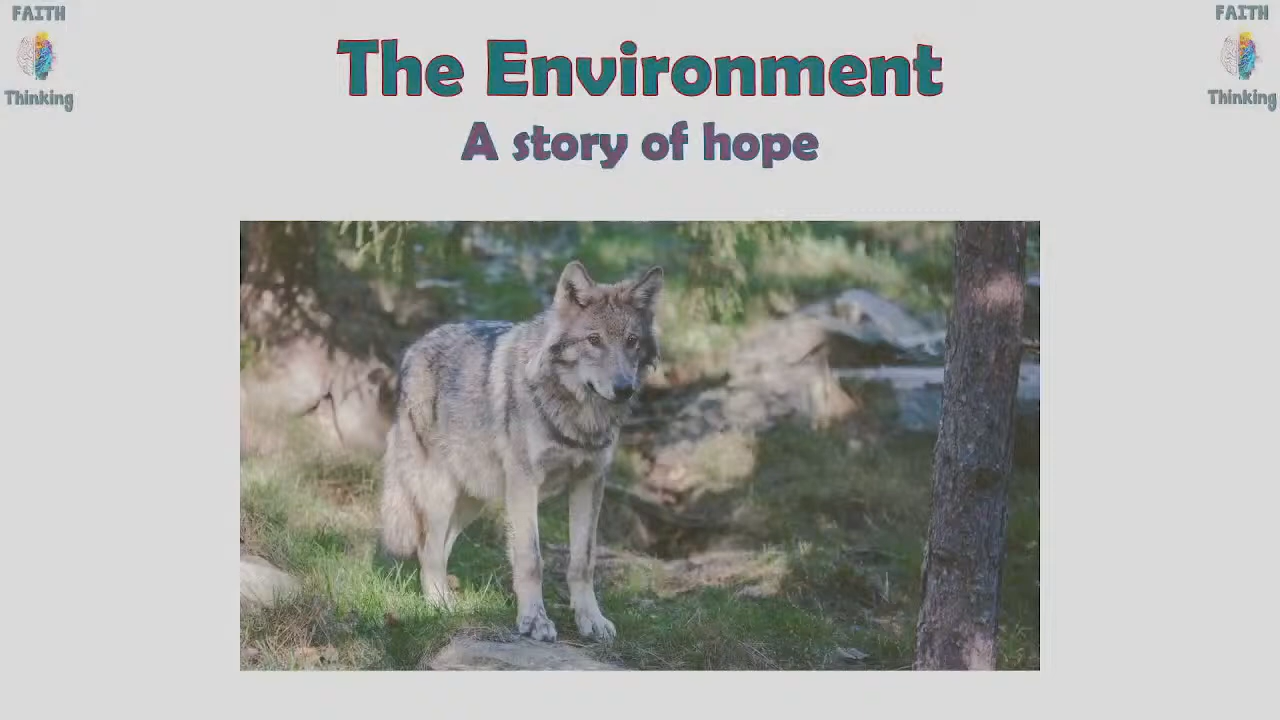 FAITH
Thinking
The Environment
A story of hope
FAITH
Thinking